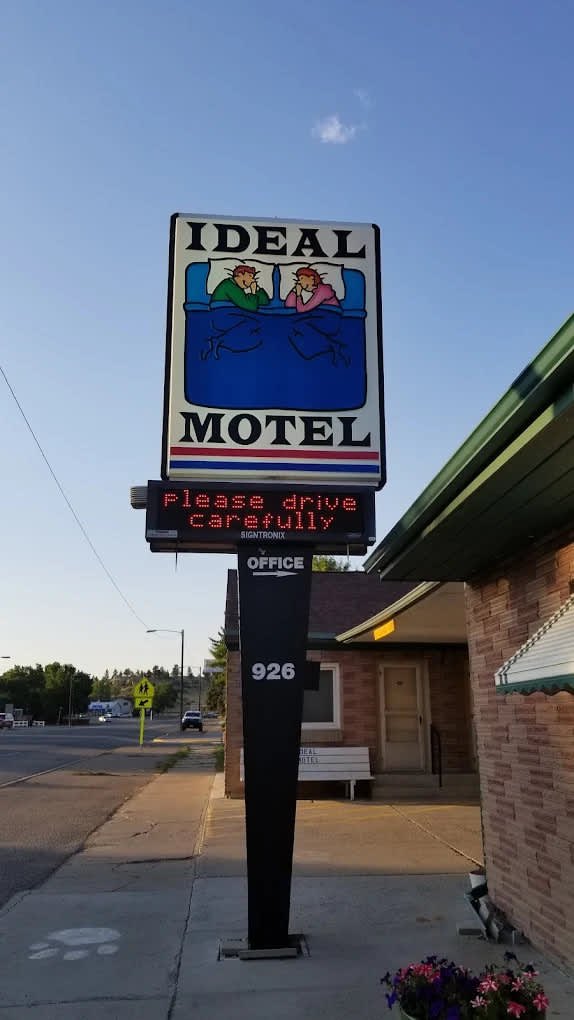 IDEAL
MOTEL
Please drive
carefully
SIGNTRONIX
OFFICE
926
IDEAL
MOTEL